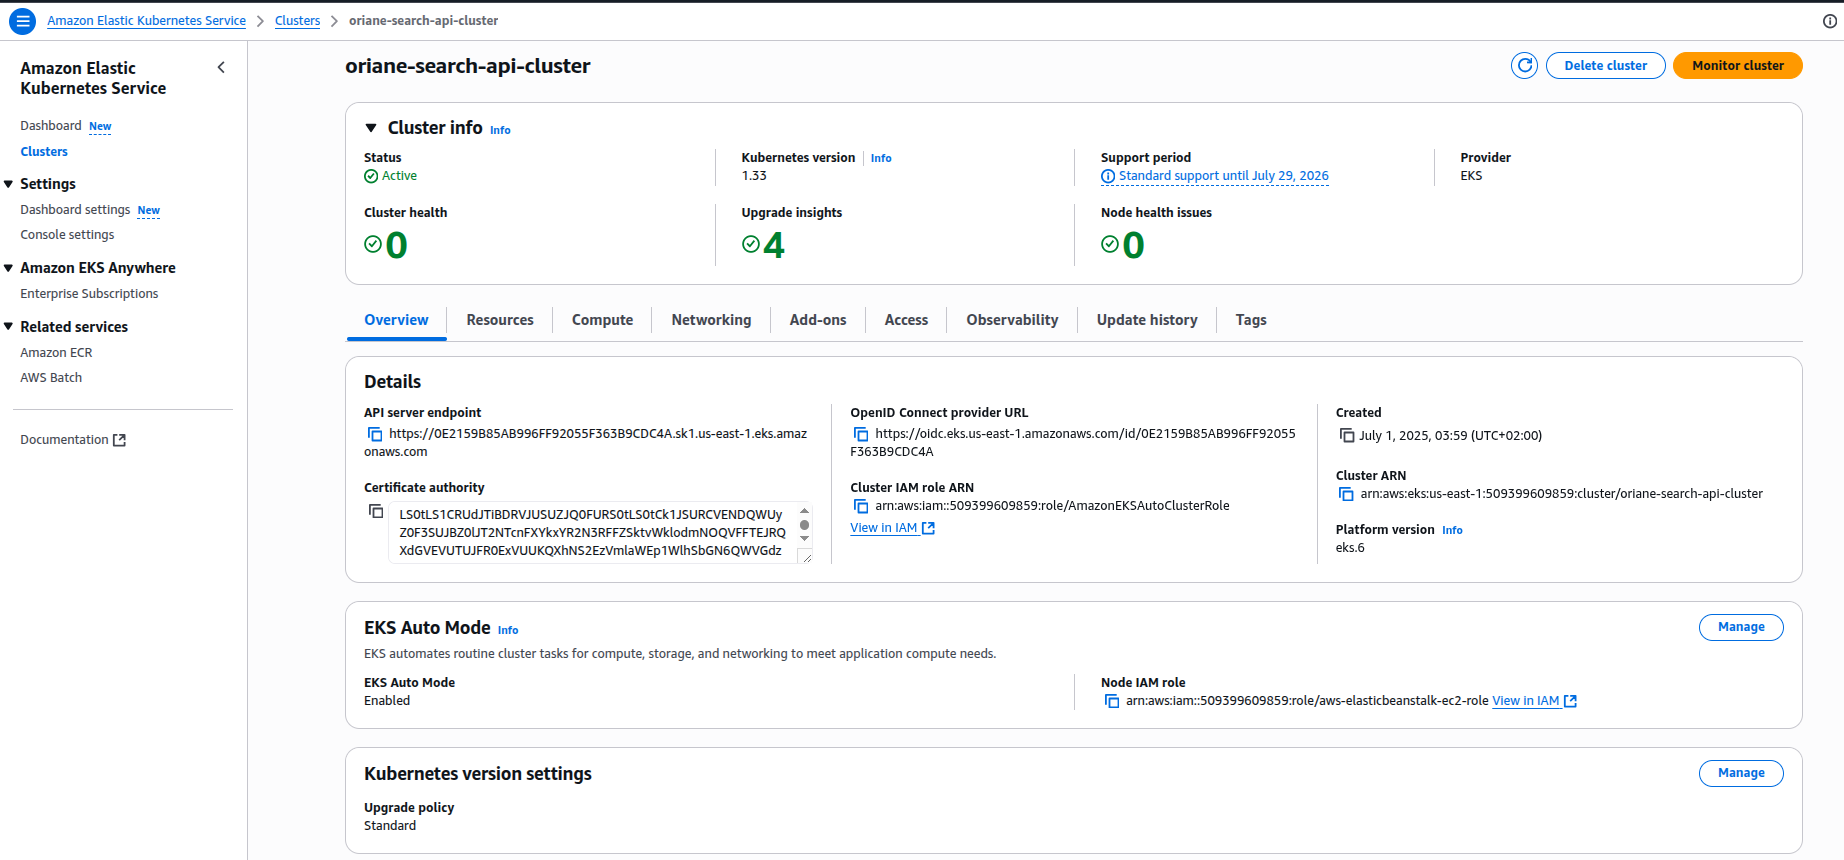 Amazon Elastic Kubernetes Service > Clusters > oriane-search-api-cluster
Amazon Elastic
Kubernetes Service
Dashboard New
Clusters
Settings
Dashboard settings New
Console settings
Amazon EKS Anywhere
Enterprise Subscriptions
Related services
Amazon ECR
AWS Batch
Documentation
oriane-search-api-cluster
Delete cluster
Monitor cluster
Cluster info Info
Status
Active
Kubernetes version Info
1.33
Support period
Standard support until July 29, 2026
Provider
EKS
Cluster health
0
Upgrade insights
4
Node health issues
0
Overview Resources Compute Networking Add-ons Access Observability Update history Tags
Details
API server endpoint
https://0E2159B85AB996FF92055F363B9CDC4A.sk1.us-east-1.eks.amaz
onaws.com
Certificate authority
LS0tLS1CRUdJTiBDRVJUSUZJQ0FURS0tLS0tCk1JSURCVENDQWUy
Z0F3SUJBZ0lJT2NTcnFXYkxYR2N3RFFZSktvWklodmNOQVFFTEJRQ
XdGVEVUTUJFR0ExVUUKQXhNS2EzVmlaWEp1WlhSbGN6QWVGdz
OpenID Connect provider URL
https://oidc.eks.us-east-1.amazonaws.com/id/0E2159B85AB996FF92055
F363B9CDC4A
Cluster IAM role ARN
arn:aws:iam::509399609859:role/AmazonEKSAutoClusterRole
View in IAM
Created
July 1, 2025, 03:59 (UTC+02:00)
Cluster ARN
arn:aws:eks:us-east-1:509399609859:cluster/oriane-search-api-cluster
Platform version Info
eks.6
EKS Auto Mode Info
Manage
EKS automates routine cluster tasks for compute, storage, and networking to meet application compute needs.
EKS Auto Mode
Enabled
Node IAM role
arn:aws:iam::509399609859:role/aws-elasticbeanstalk-ec2-role View in IAM
Kubernetes version settings
Manage
Upgrade policy
Standard